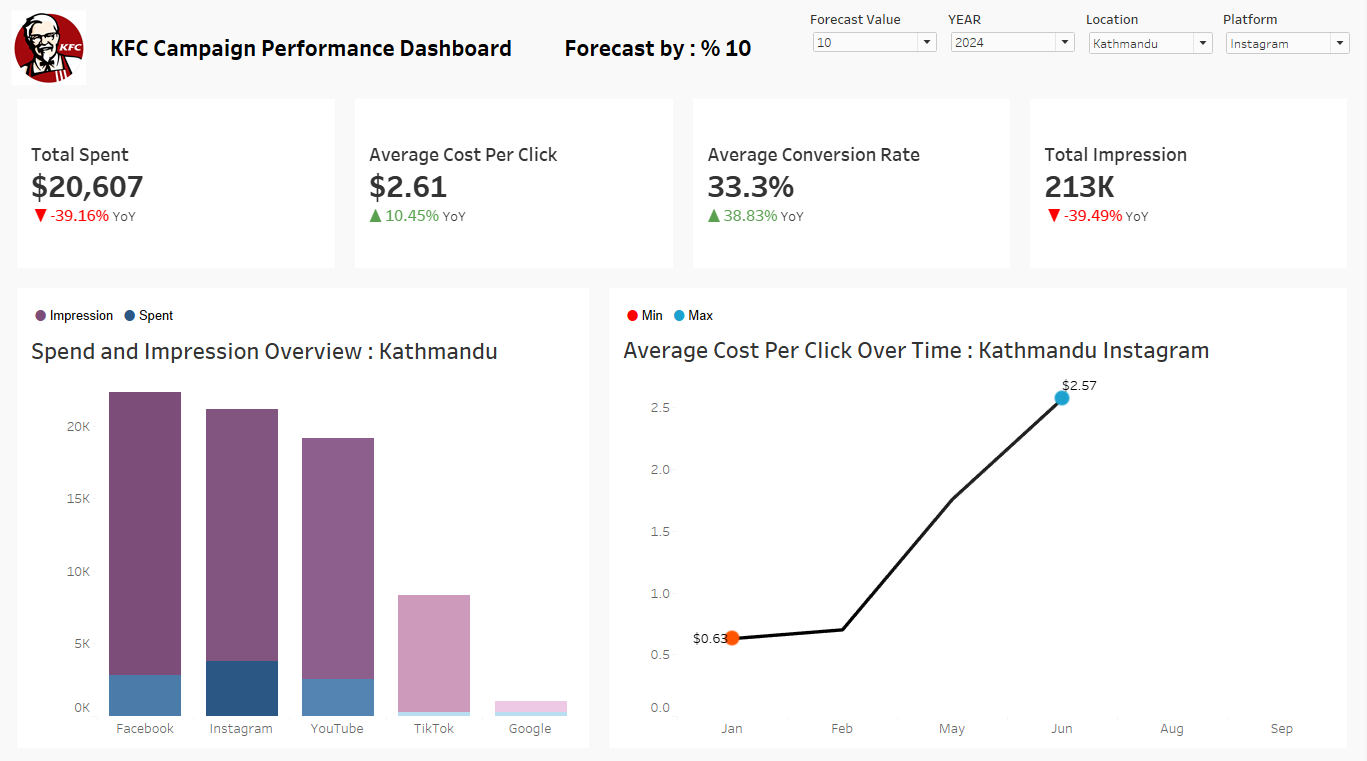 KFC
KFC Campaign Performance Dashboard
Forecast by : % 10
Forecast Value
10
YEAR
2024
Location
Kathmandu
Platform
Instagram
Total Spent
$20,607
▼ -39.16% YoY
Average Cost Per Click
$2.61
▲ 10.45% YoY
Average Conversion Rate
33.3%
▲ 38.83% YoY
Total Impression
213K
▼ -39.49% YoY
Impression Spent
Spend and Impression Overview : Kathmandu
20K
15K
10K
5K
0K
Facebook Instagram YouTube TikTok Google
Min Max
Average Cost Per Click Over Time : Kathmandu Instagram
$2.57
2.5
2.0
1.5
1.0
$0.63
0.5
0.0
Jan Feb May Jun Aug Sep